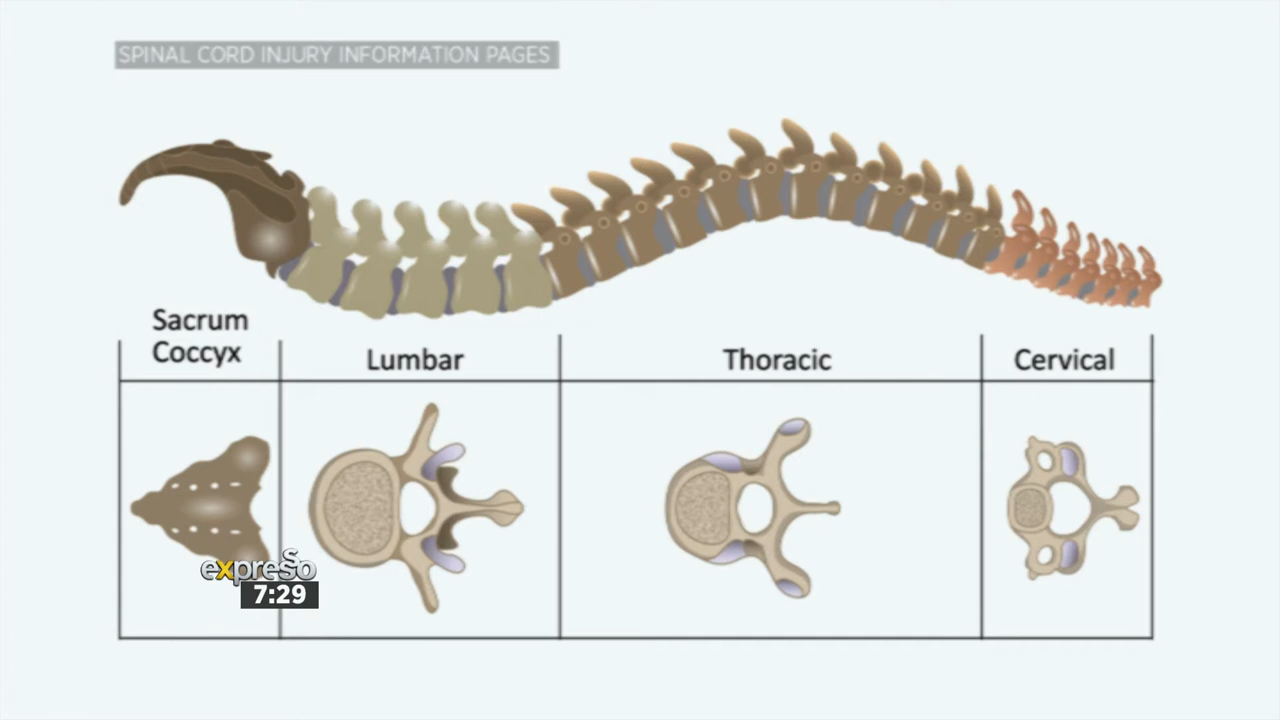 SPINAL CORD INJURY INFORMATION PAGES
Sacrum
Coccyx
Lumbar
Thoracic
Cervical
expresso
7:29